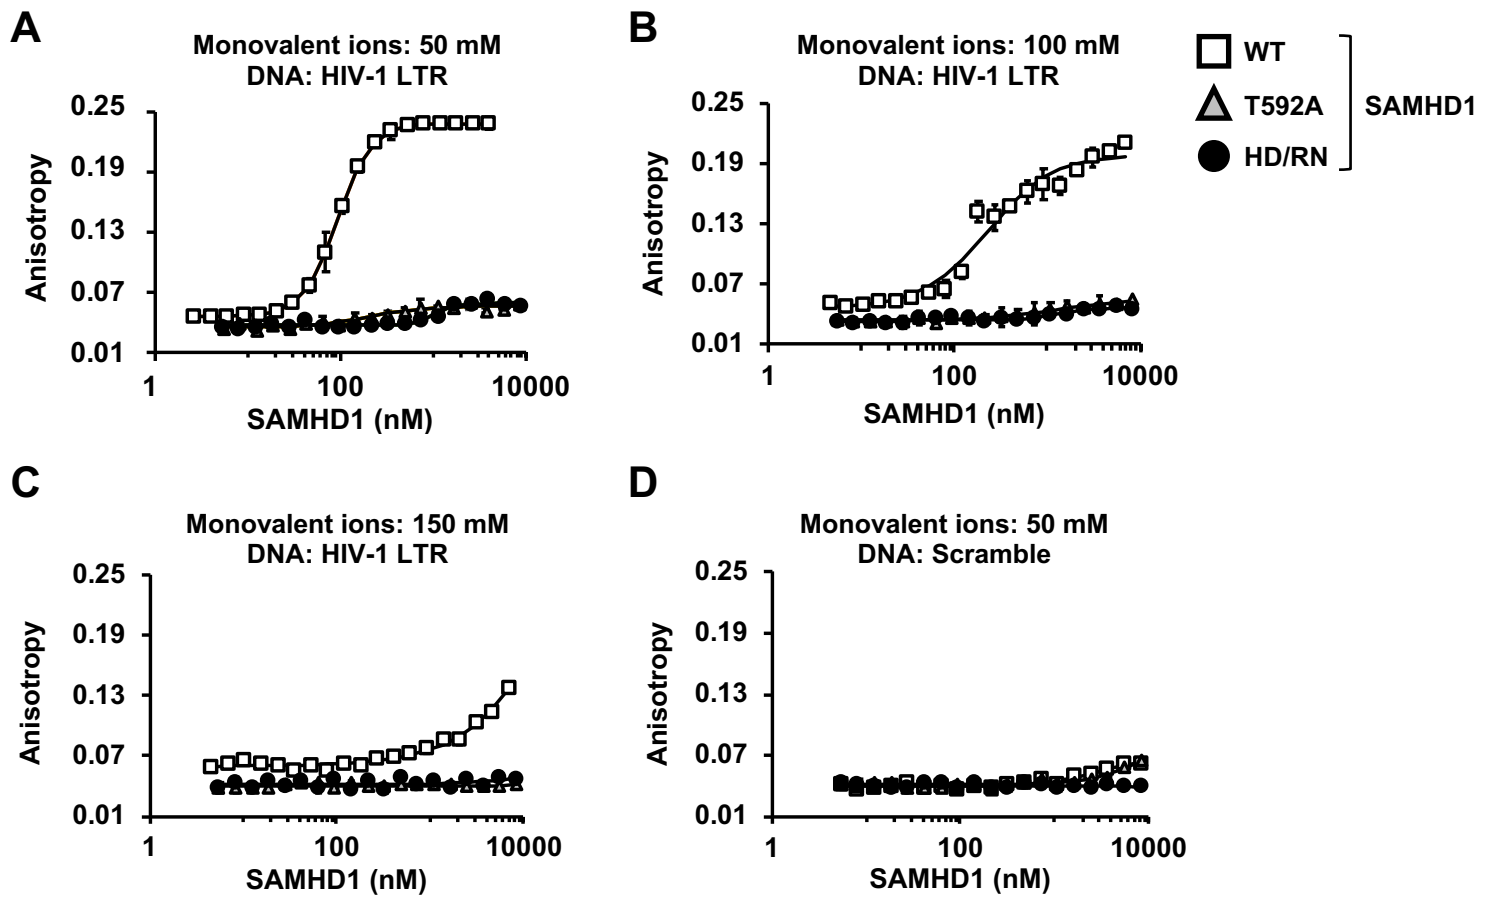 A
Monovalent ions: 50 mM
DNA: HIV-1 LTR
0.25
0.19
0.13
0.07
0.01
Anisotropy
1
100
10000
SAMHD1 (nM)
B
Monovalent ions: 100 mM
DNA: HIV-1 LTR
0.25
0.19
0.13
0.07
0.01
Anisotropy
1
100
10000
SAMHD1 (nM)
WT
T592A
HD/RN
SAMHD1
C
Monovalent ions: 150 mM
DNA: HIV-1 LTR
0.25
0.19
0.13
0.07
0.01
Anisotropy
1
100
10000
SAMHD1 (nM)
D
Monovalent ions: 50 mM
DNA: Scramble
0.25
0.19
0.13
0.07
0.01
Anisotropy
1
100
10000
SAMHD1 (nM)